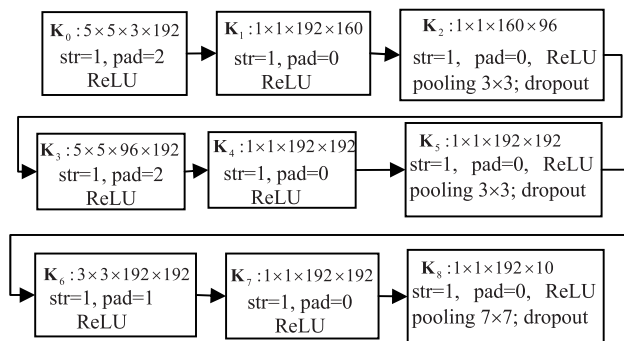 K₀ : 5×5×3×192
str=1, pad=2
ReLU
K₁ : 1×1×192×160
str=1, pad=0
ReLU
K₂ : 1×1×160×96
str=1, pad=0, ReLU
pooling 3×3; dropout
K₃ : 5×5×96×192
str=1, pad=2
ReLU
K₄ : 1×1×192×192
str=1, pad=0
ReLU
K₅ : 1×1×192×192
str=1, pad=0, ReLU
pooling 3×3; dropout
K₆ : 3×3×192×192
str=1, pad=1
ReLU
K₇ : 1×1×192×192
str=1, pad=0
ReLU
K₈ : 1×1×192×10
str=1, pad=0, ReLU
pooling 7×7; dropout